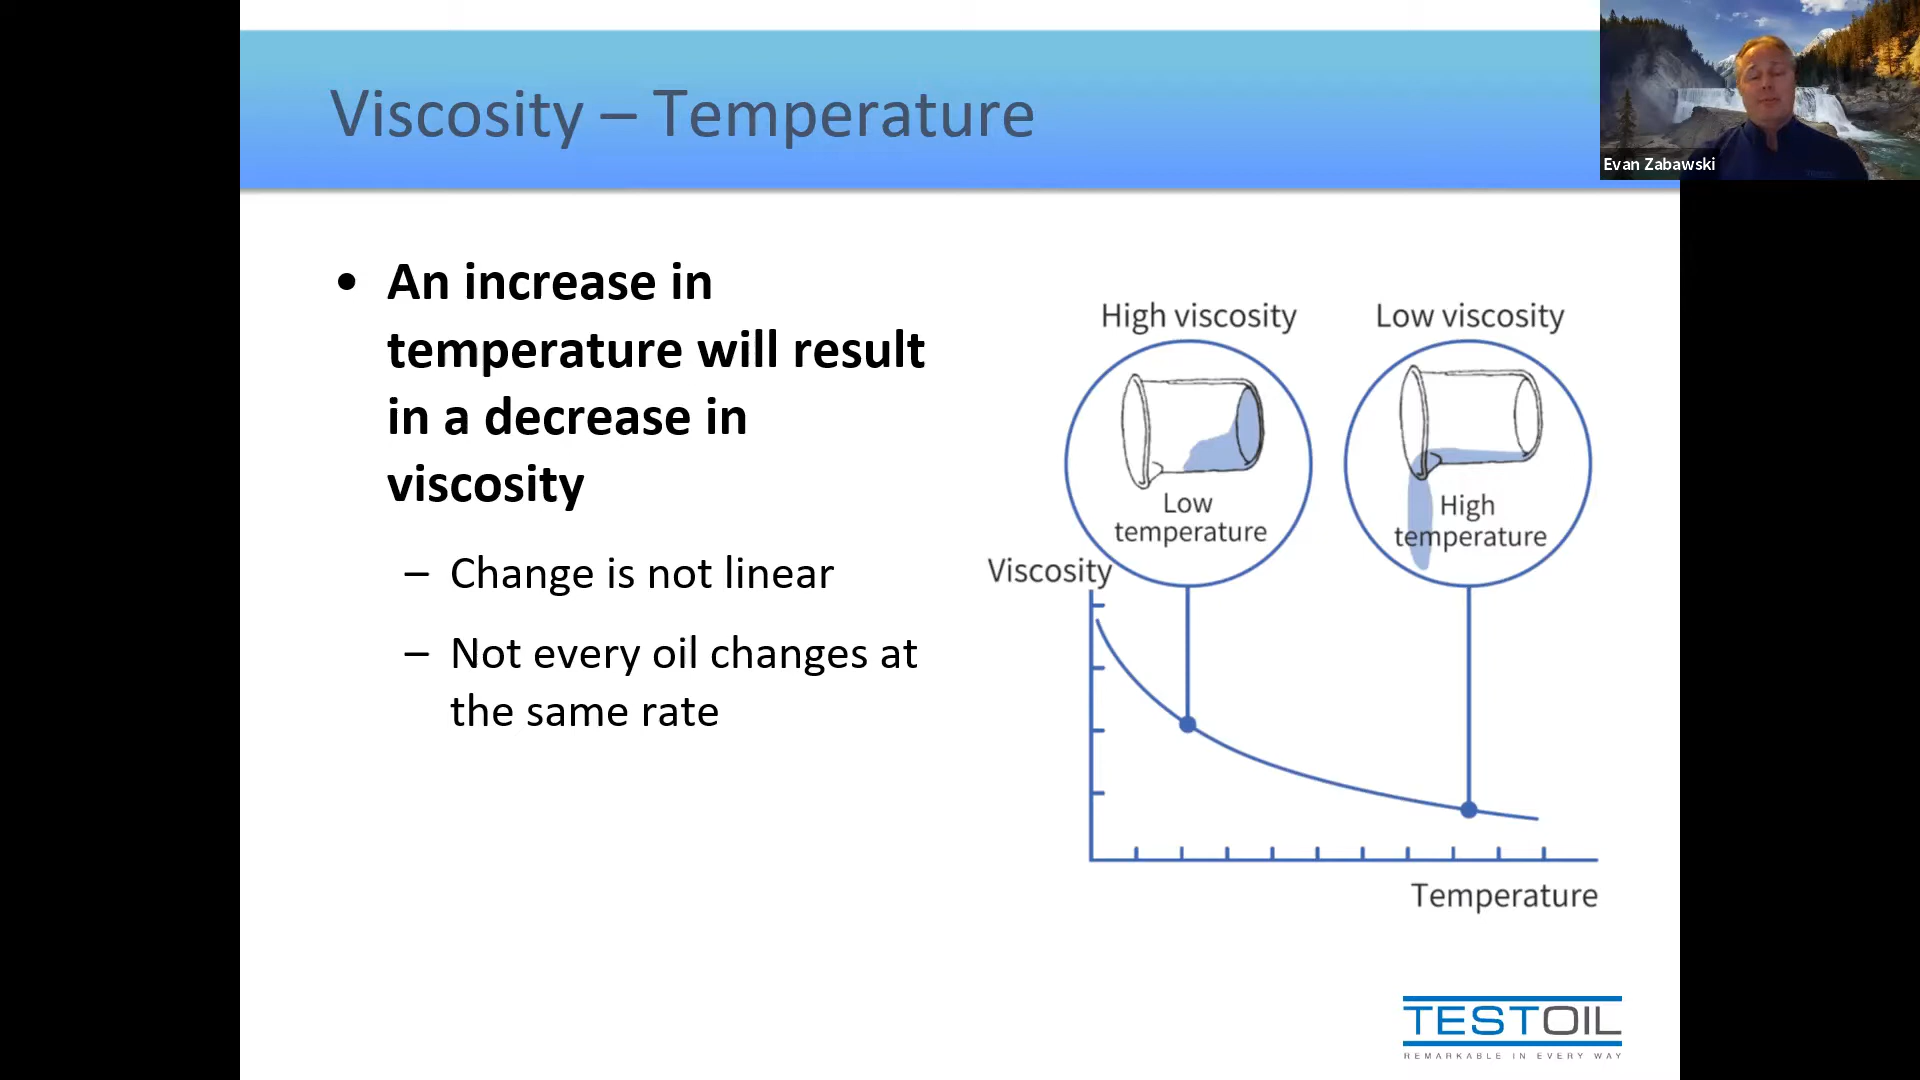 Viscosity – Temperature
Evan Zabawski
• An increase in
temperature will result
in a decrease in
viscosity
– Change is not linear
– Not every oil changes at
the same rate
High viscosity
Low viscosity
Low
temperature
High
temperature
Viscosity
Temperature
TESTOIL
REMARKABLE IN EVERY WAY